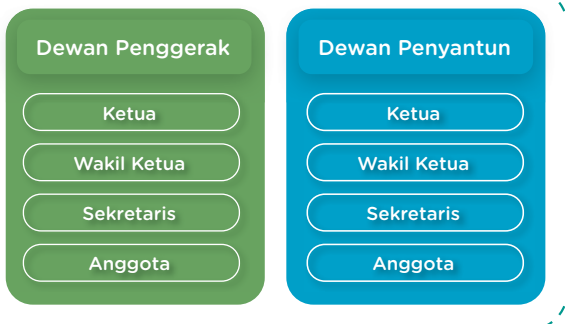 Dewan Penggerak
Ketua
Wakil Ketua
Sekretaris
Anggota
Dewan Penyantun
Ketua
Wakil Ketua
Sekretaris
Anggota